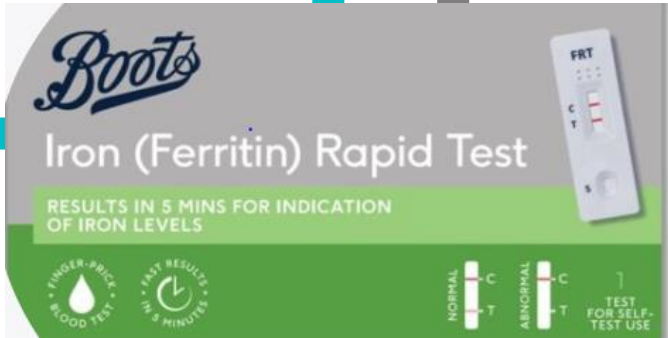 Boots
FRT
C
T
S
Iron (Ferritin) Rapid Test
RESULTS IN 5 MINS FOR INDICATION
OF IRON LEVELS
• FINGER-PRICK •
BLOOD TEST
• FAST RESULTS •
IN 5 MINUTES
NORMAL
C
T
ABNORMAL
C
T
1
TEST
FOR SELF-
TEST USE